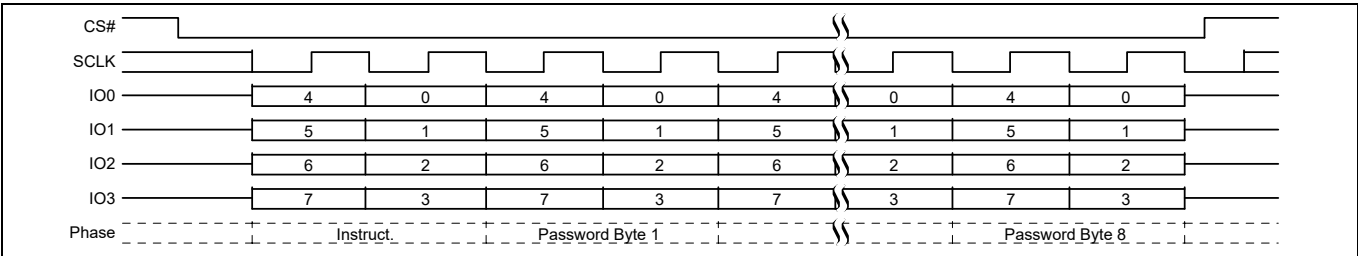 CS#
SCLK
IO0 4 0 4 0 4 0 4 0
IO1 5 1 5 1 5 1 5 1
IO2 6 2 6 2 6 2 6 2
IO3 7 3 7 3 7 3 7 3
Phase Instruct. Password Byte 1 Password Byte 8